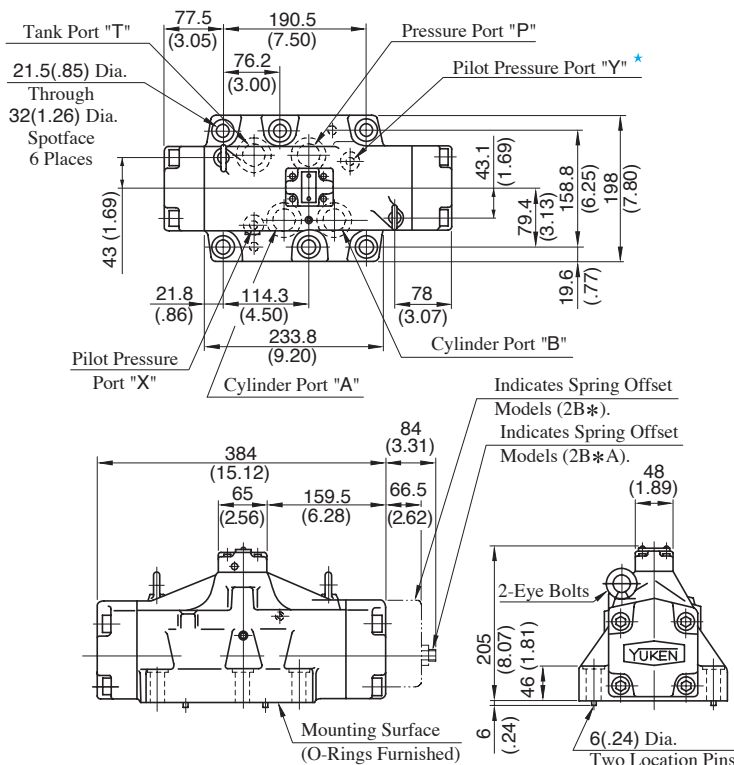 77.5
(3.05)
190.5
(7.50)
Tank Port "T"
Pressure Port "P"
76.2
(3.00)
Pilot Pressure Port "Y" ★
21.5(.85) Dia.
Through
32(1.26) Dia.
Spotface
6 Places
43.1
(1.69)
158.8
(6.25)
198
(7.80)
79.4
(3.13)
43 (1.69)
19.6
(.77)
21.8
(.86)
114.3
(4.50)
78
(3.07)
233.8
(9.20)
Pilot Pressure
Port "X"
Cylinder Port "A"
Cylinder Port "B"
Indicates Spring Offset
Models (2B✱).
Indicates Spring Offset
Models (2B✱A).
384
(15.12)
84
(3.31)
65
(2.56)
159.5
(6.28)
66.5
(2.62)
48
(1.89)
2-Eye Bolts
YUKEN
205
(8.07)
46 (1.81)
6
(.24)
Mounting Surface
(O-Rings Furnished)
6(.24) Dia.
Two Location Pins